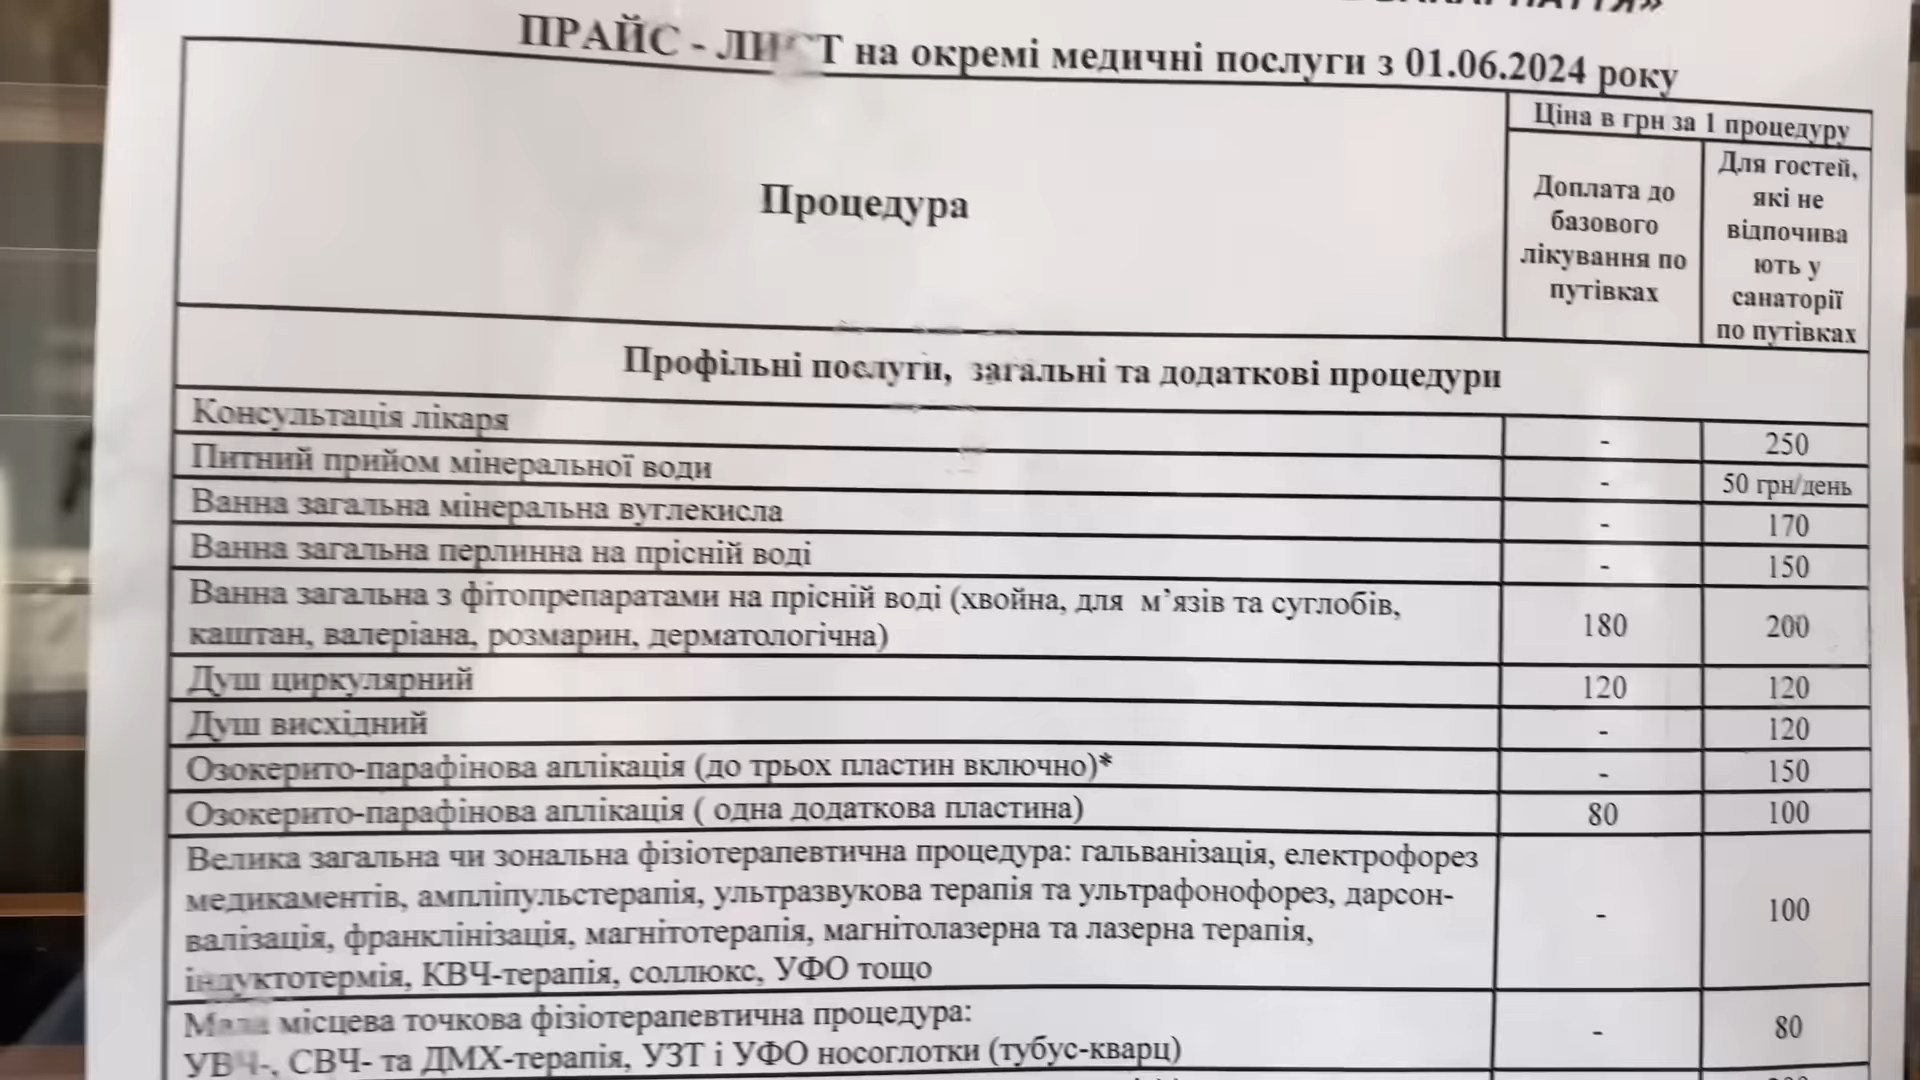 ПРАЙС - ЛИСТ на окремі медичні послуги з 01.06.2024 року
Процедура
Ціна в грн за 1 процедуру
Доплата до
базового
лікування по
путівках
Для гостей,
які не
відпочива
ють у
санаторії
по путівках
Профільні послуги, загальні та додаткові процедури
Консультація лікаря - 250
Питний прийом мінеральної води - 50 грн/день
Ванна загальна мінеральна вуглекисла - 170
Ванна загальна перлинна на прісній воді - 150
Ванна загальна з фітопрепаратами на прісній воді (хвойна, для м’язів та суглобів,
каштан, валеріана, розмарин, дерматологічна) 180 200
Душ циркулярний 120 120
Душ висхідний - 120
Озокерито-парафінова аплікація (до трьох пластин включно)* - 150
Озокерито-парафінова аплікація ( одна додаткова пластина) 80 100
Велика загальна чи зональна фізіотерапевтична процедура: гальванізація, електрофорез
медикаментів, ампліпульстерапія, ультразвукова терапія та ультрафонофорез, дарсон-
валізація, франклінізація, магнітотерапія, магнітолазерна та лазерна терапія,
індуктотермія, КВЧ-терапія, соллюкс, УФО тощо - 100
Мала місцева точкова фізіотерапевтична процедура:
УВЧ-, СВЧ- та ДМХ-терапія, УЗТ і УФО носоглотки (тубус-кварц) - 80